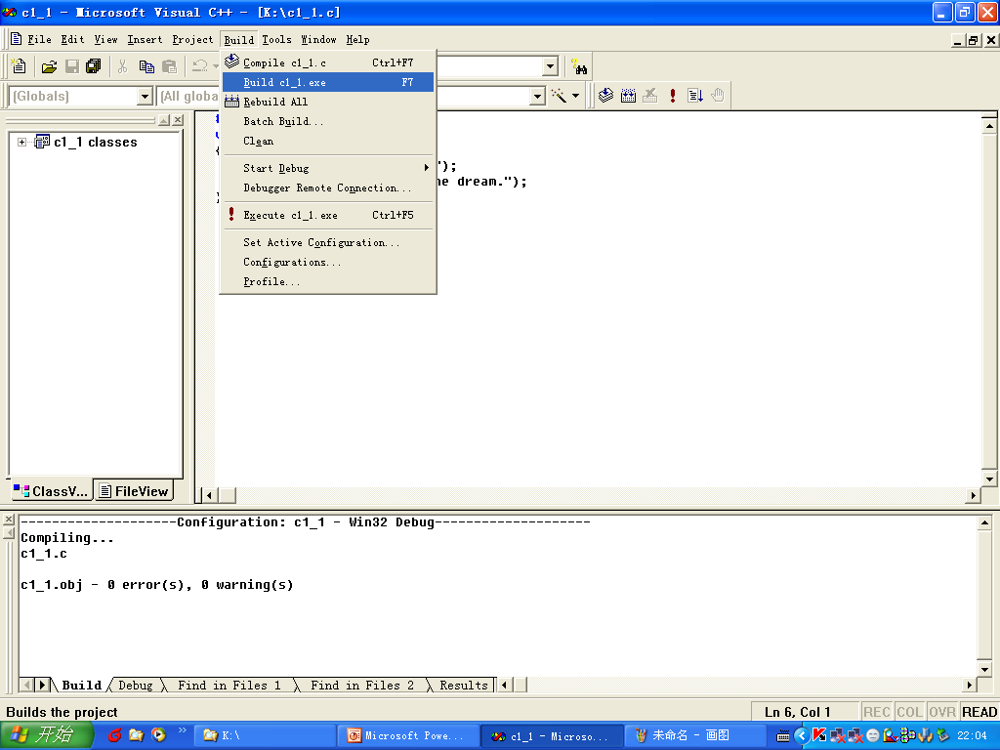 c1_1 - Microsoft Visual C++ - [K:\c1_1.c]
File Edit View Insert Project Build Tools Window Help
Compile c1_1.c Ctrl+F7
Build c1_1.exe F7
Rebuild All
Batch Build...
Clean
Start Debug
Debugger Remote Connection...
Execute c1_1.exe Ctrl+F5
Set Active Configuration...
Configurations...
Profile...
(Globals) (All globa
c1_1 classes
");
dream.");
ClassV... FileView
--------------------Configuration: c1_1 - Win32 Debug--------------------
Compiling...
c1_1.c
c1_1.obj - 0 error(s), 0 warning(s)
Build Debug Find in Files 1 Find in Files 2 Results
Builds the project Ln 6, Col 1 REC COL OVR READ
开始 K:\ Microsoft Powe... c1_1 - Microso... 未命名 - 画图 22:04